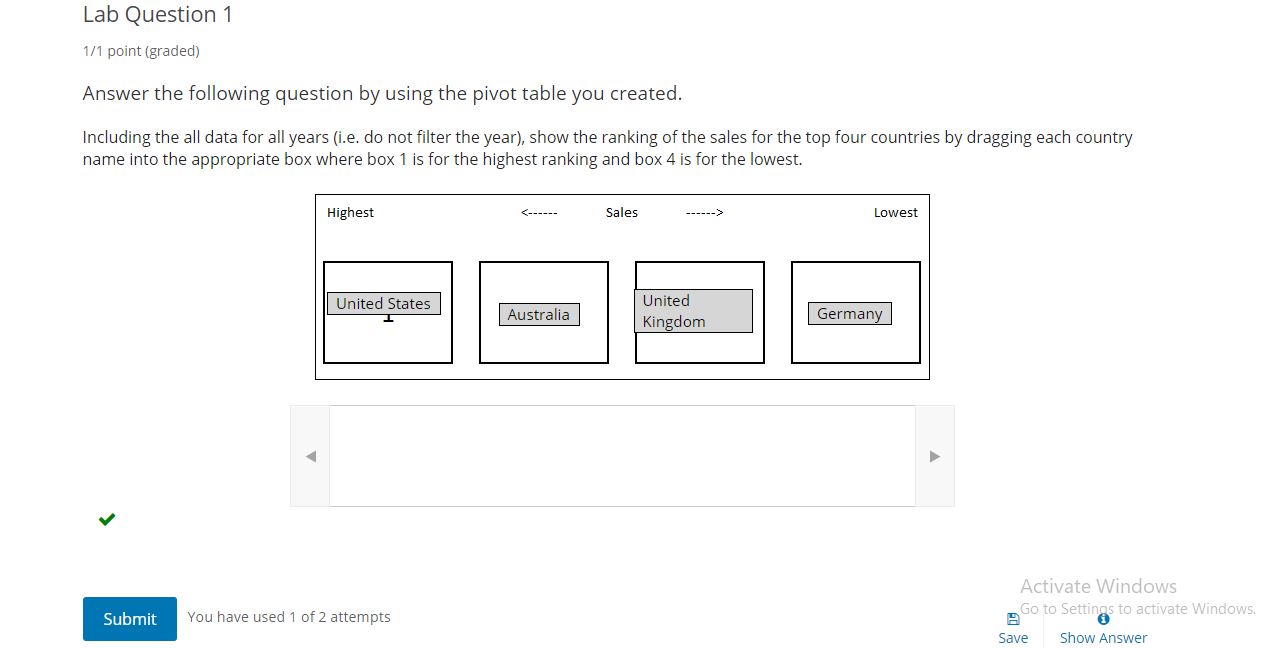 Lab Question 1
1/1 point (graded)
Answer the following question by using the pivot table you created.
Including the all data for all years (i.e. do not filter the year), show the ranking of the sales for the top four countries by dragging each country
name into the appropriate box where box 1 is for the highest ranking and box 4 is for the lowest.
Highest <------ Sales ------> Lowest
United States
Australia
United
Kingdom
Germany
Submit
You have used 1 of 2 attempts
Activate Windows
Go to Settings to activate Windows.
Save
Show Answer